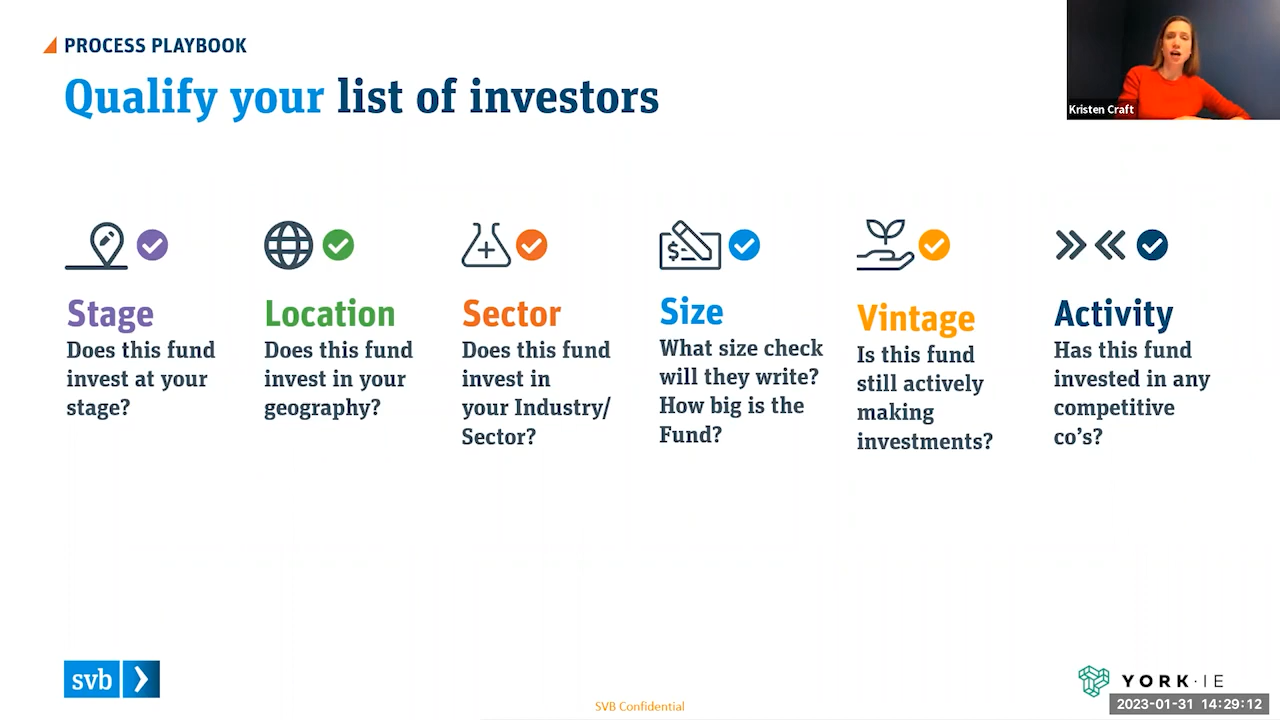 PROCESS PLAYBOOK
Qualify your list of investors
Kristen Craft
Stage
Does this fund
invest at your
stage?
Location
Does this fund
invest in your
geography?
Sector
Does this fund
invest in
your Industry/
Sector?
Size
What size check
will they write?
How big is the
Fund?
Vintage
Is this fund
still actively
making
investments?
Activity
Has this fund
invested in any
competitive
co's?
svb
YORK·IE
SVB Confidential
2023-01-31 14:29:12